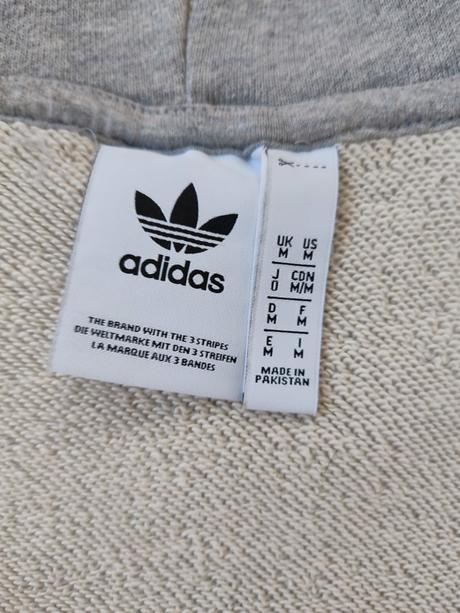 adidas
THE BRAND WITH THE 3 STRIPES
DIE WELTMARKE MIT DEN 3 STREIFEN
LA MARQUE AUX 3 BANDES
UK US
M M
J CDN
O M/M
D F
M M
E I
M M
MADE IN
PAKISTAN